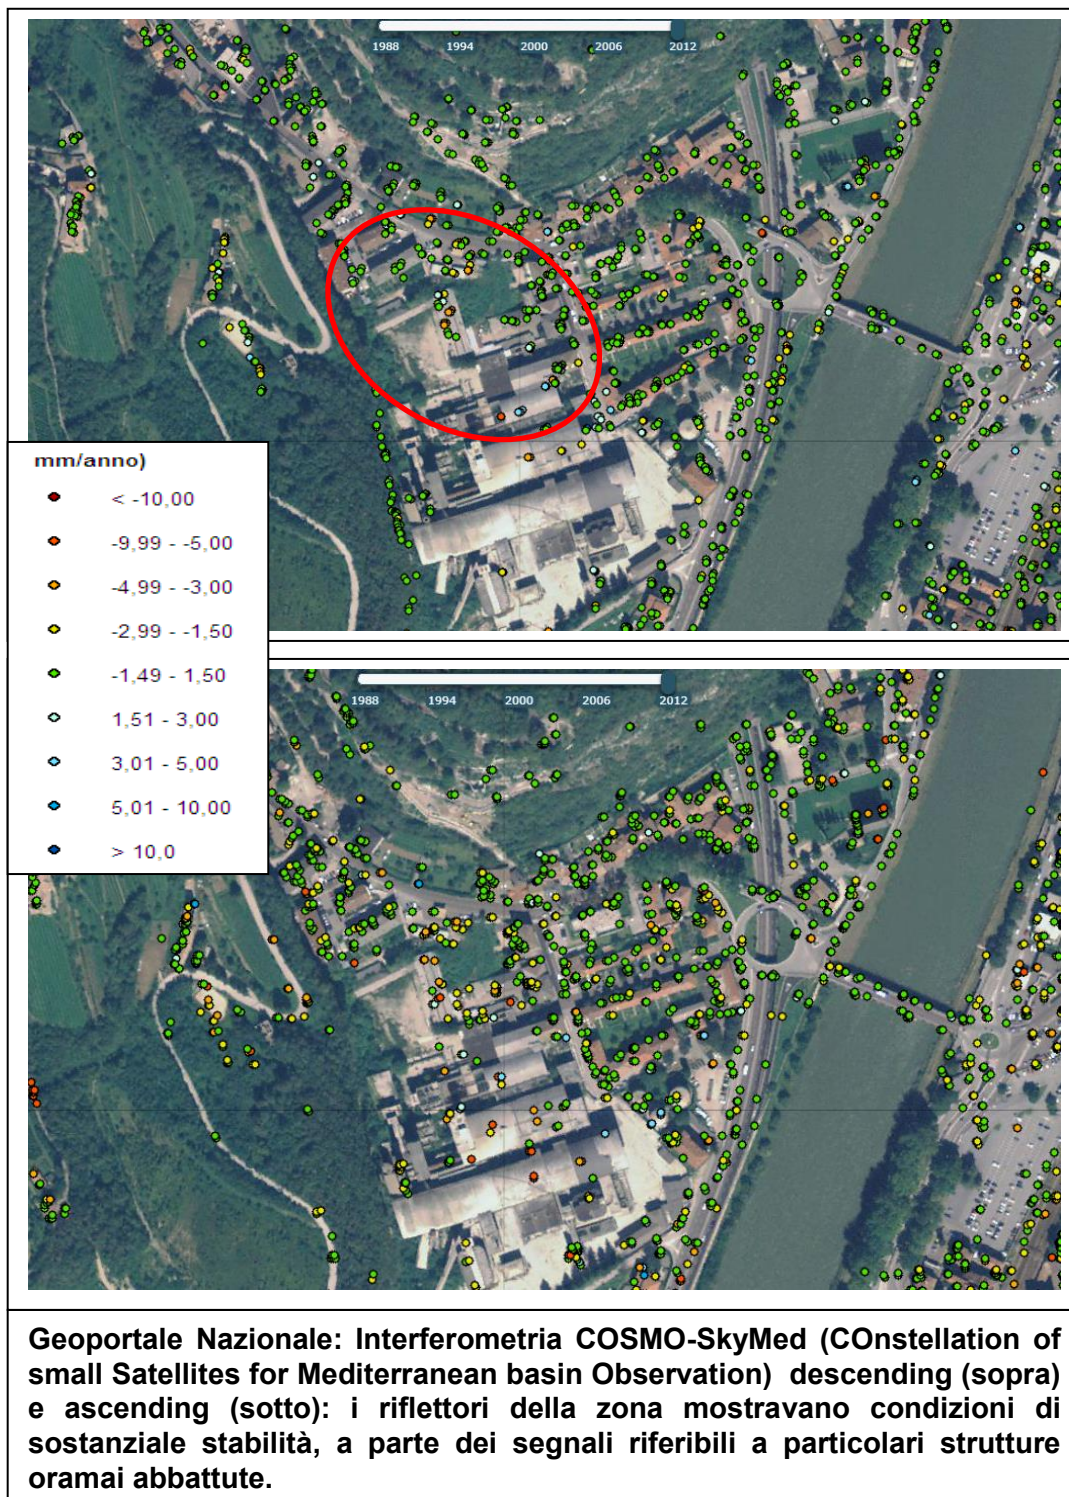 1988 1994 2000 2006 2012
mm/anno)
< -10,00
-9,99 - -5,00
-4,99 - -3,00
-2,99 - -1,50
-1,49 - 1,50
1,51 - 3,00
3,01 - 5,00
5,01 - 10,00
> 10,0
1988 1994 2000 2006 2012
Geoportale Nazionale: Interferometria COSMO-SkyMed (COnstellation of
small Satellites for Mediterranean basin Observation) descending (sopra)
e ascending (sotto): i riflettori della zona mostravano condizioni di
sostanziale stabilità, a parte dei segnali riferibili a particolari strutture
oramai abbattute.